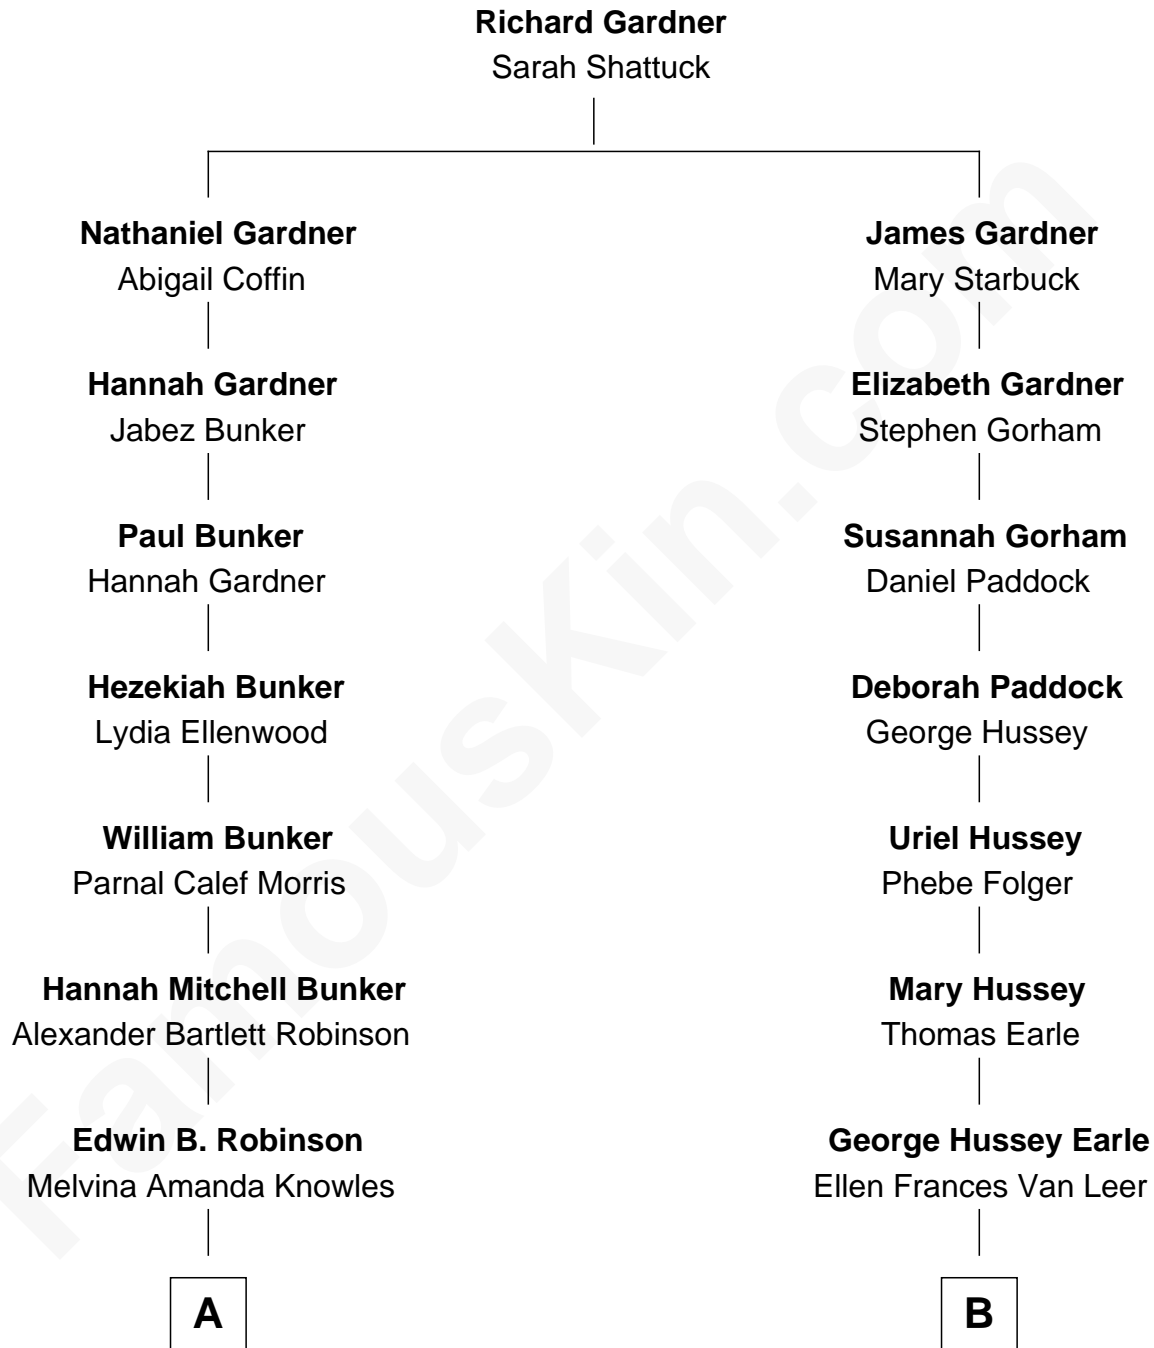 Richard Gardner
Sarah Shattuck
Nathaniel Gardner
Abigail Coffin
James Gardner
Mary Starbuck
Hannah Gardner
Jabez Bunker
Elizabeth Gardner
Stephen Gorham
Paul Bunker
Hannah Gardner
Susannah Gorham
Daniel Paddock
Hezekiah Bunker
Lydia Ellenwood
Deborah Paddock
George Hussey
William Bunker
Parnal Calef Morris
Uriel Hussey
Phebe Folger
Hannah Mitchell Bunker
Alexander Bartlett Robinson
Mary Hussey
Thomas Earle
Edwin B. Robinson
Melvina Amanda Knowles
George Hussey Earle
Ellen Frances Van Leer
A
B
FamousKin.com